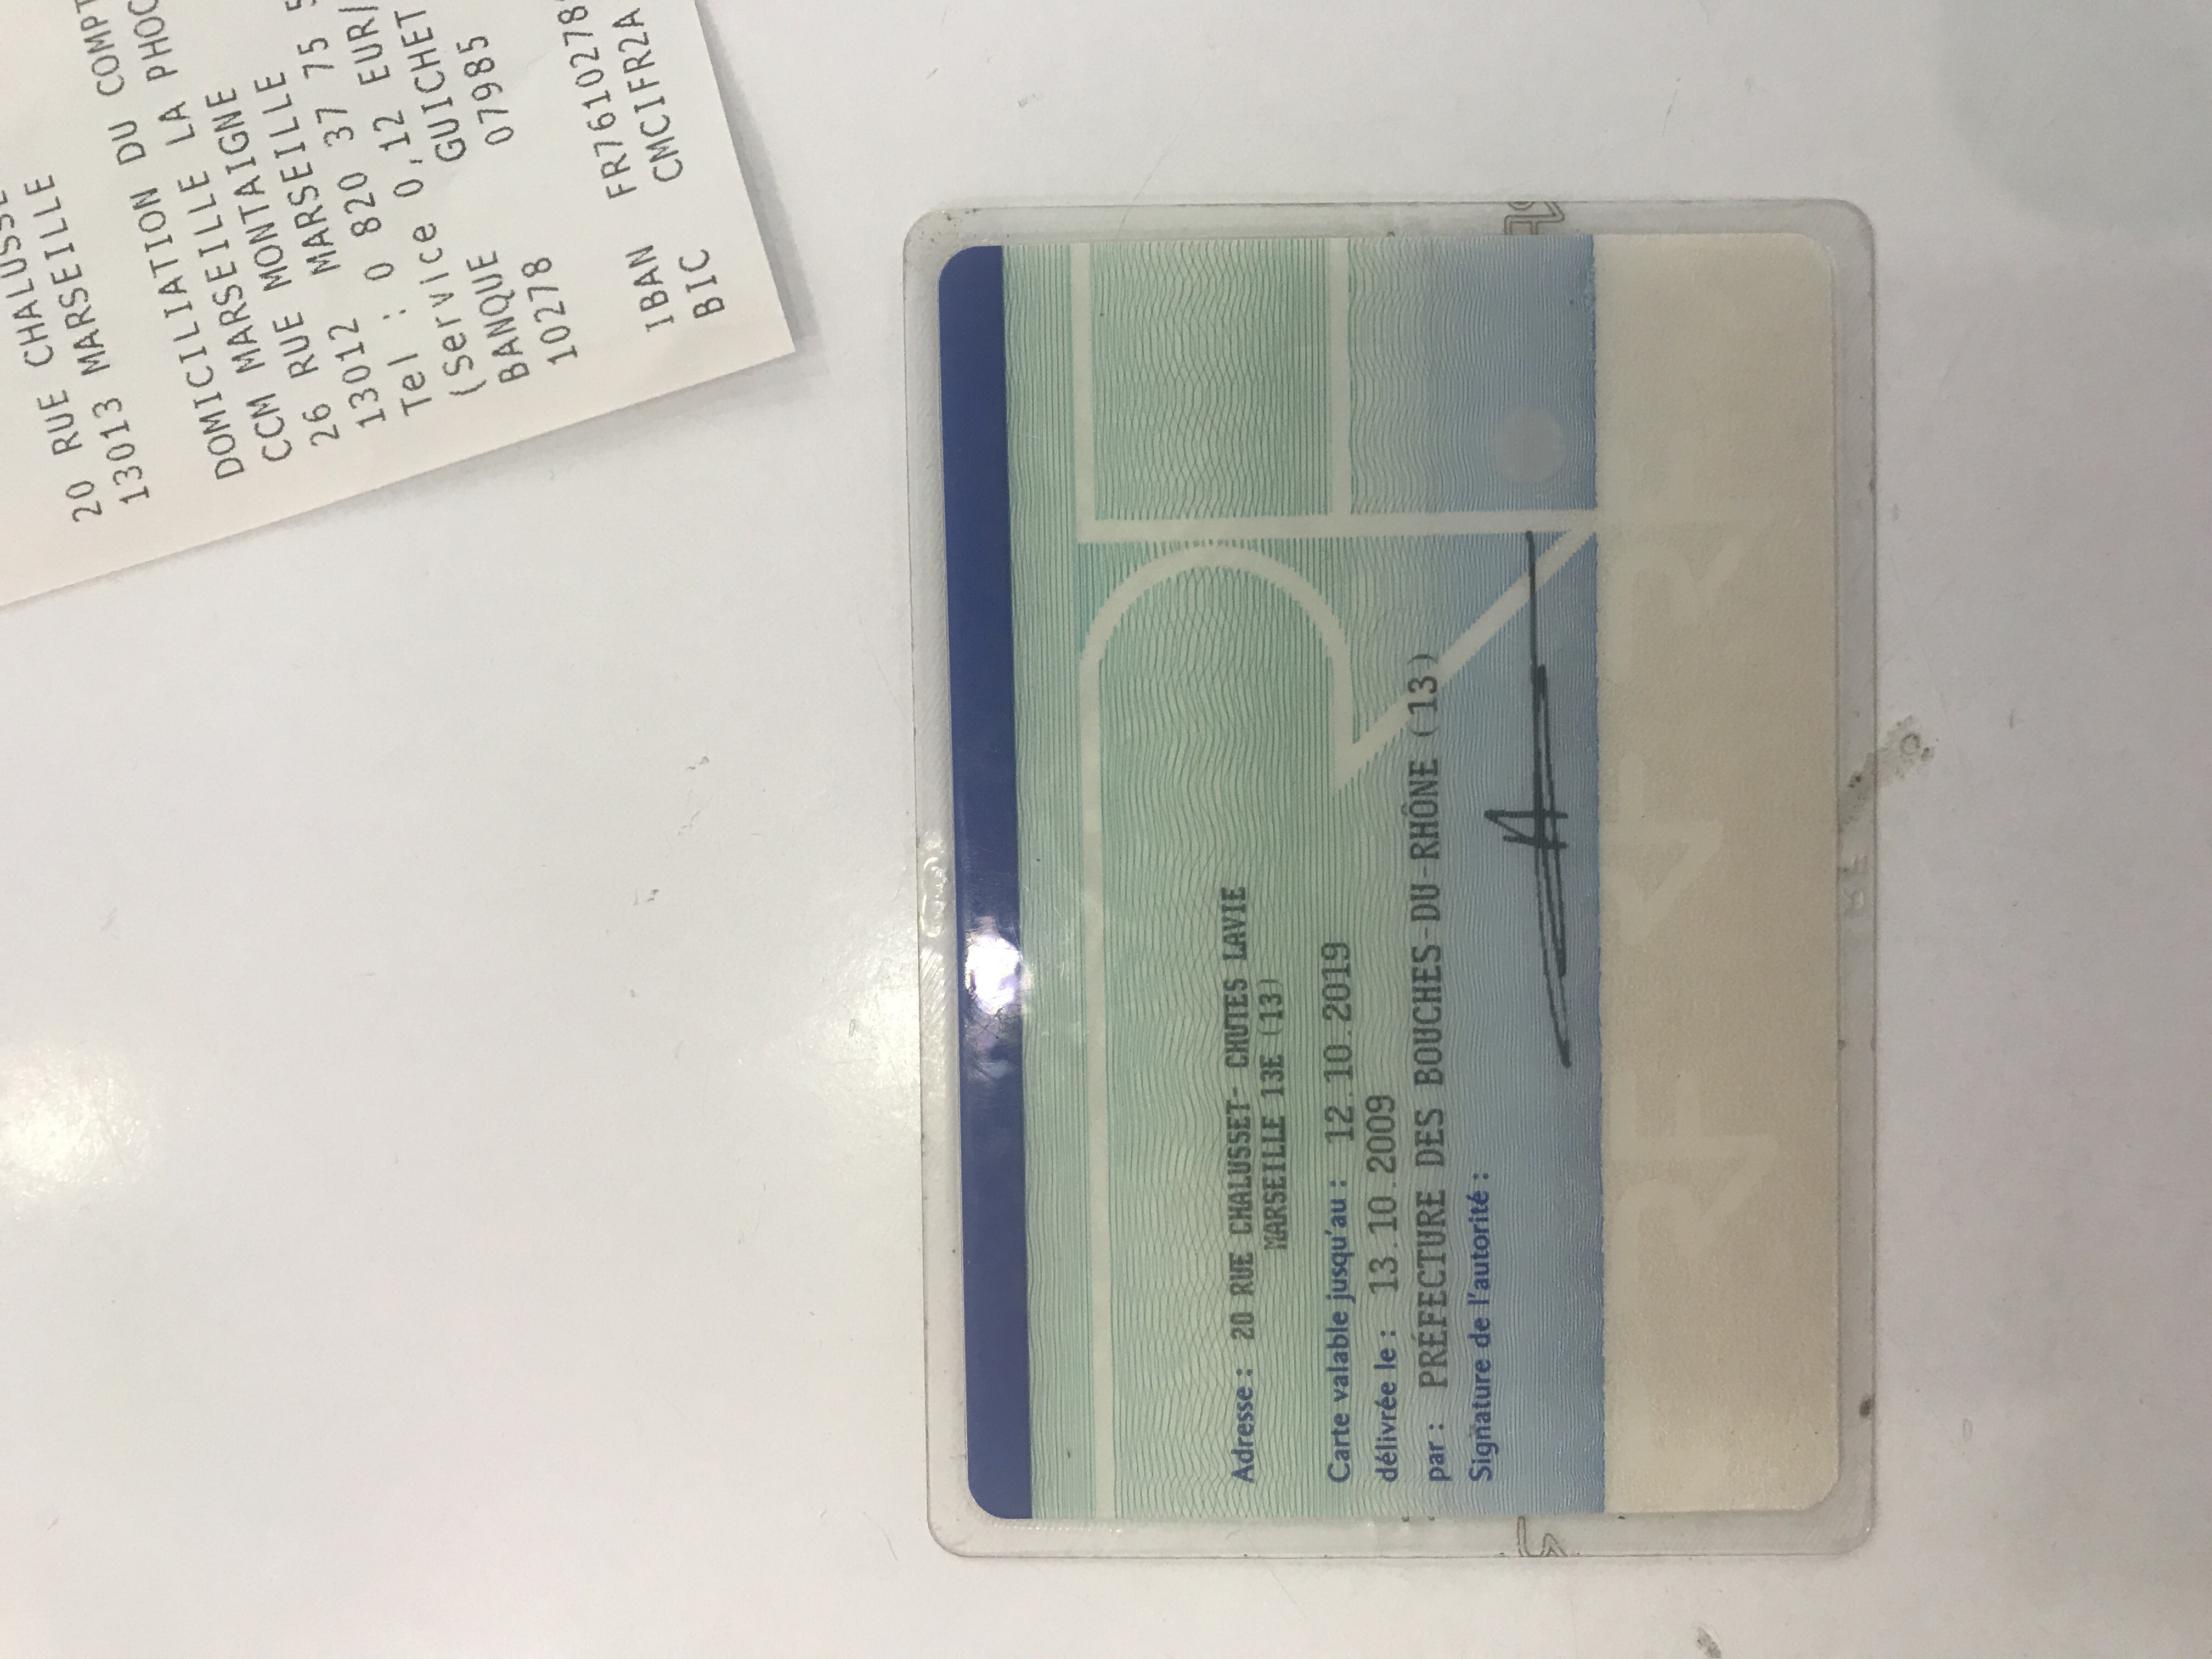 20 RUE CHALUSSE
13013 MARSEILLE
DOMICILIATION DU COMPT
CCM MARSEILLE LA PHOC
26 RUE MONTAIGNE
13012 MARSEILLE
Tel : 0 820 37 75 5
(Service 0,12 EUR/
BANQUE GUICHET
10278 07985
IBAN FR7610278
BIC CMCIFR2A
Adresse : 20 RUE CHALUSSET- CHUTES LAVIE
MARSEILLE 13E (13)
Carte valable jusqu'au : 12.10.2019
délivrée le : 13.10.2009
par : PRÉFECTURE DES BOUCHES-DU-RHÔNE (13)
Signature de l'autorité :
RF